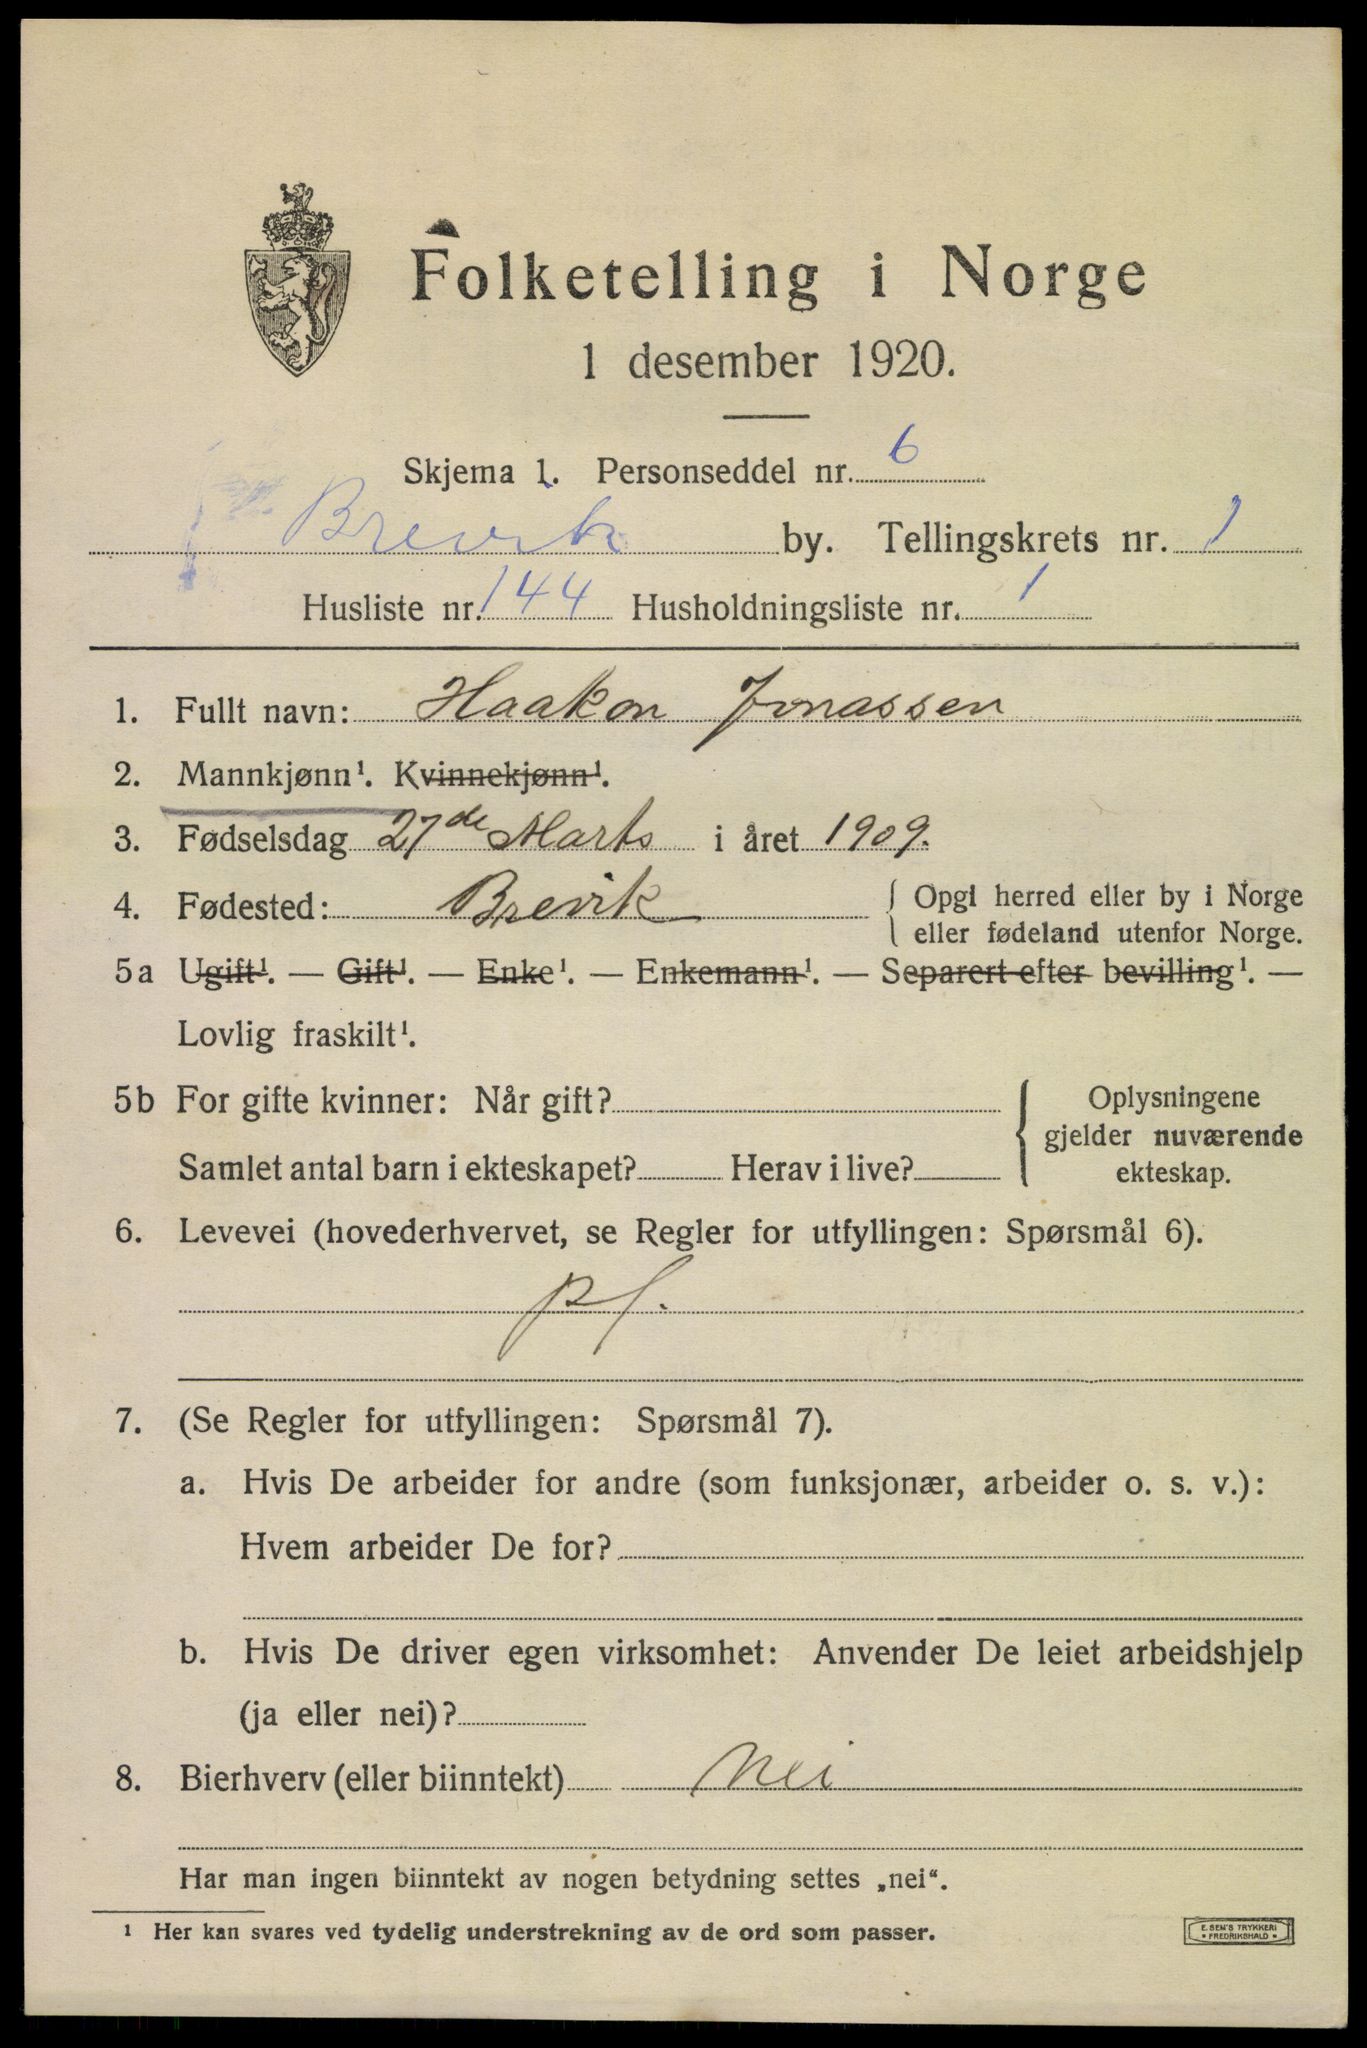 Folketelling i Norge
1 desember 1920.
Skjema 1. Personseddel nr. 6
Brevik by. Tellingskrets nr. 1
Husliste nr. 144 Husholdningsliste nr. 1
1. Fullt navn: Haakon Jonassen
2. Mannkjønn¹. Kvinnekjønn¹.
3. Fødselsdag 27de Marts i året 1909.
4. Fødested: Brevik { Opgi herred eller by i Norge
eller fødeland utenfor Norge.
5a Ugift¹. — Gift¹. — Enke¹. — Enkemann¹. — Separert efter bevilling¹. —
Lovlig fraskilt¹.
5b For gifte kvinner: Når gift? { Oplysningene
gjelder nuværende
Samlet antal barn i ekteskapet? Herav i live? ekteskap.
6. Levevei (hovederhvervet, se Regler for utfyllingen: Spørsmål 6).
pf.
7. (Se Regler for utfyllingen: Spørsmål 7).
a. Hvis De arbeider for andre (som funksjonær, arbeider o. s. v.):
Hvem arbeider De for?
b. Hvis De driver egen virksomhet: Anvender De leiet arbeidshjelp
(ja eller nei)?
8. Bierhverv (eller biinntekt) Nei
Har man ingen biinntekt av nogen betydning settes „nei“.
¹ Her kan svares ved tydelig understrekning av de ord som passer.
E. SEM'S TRYKKERI
• FREDRIKSHALD •